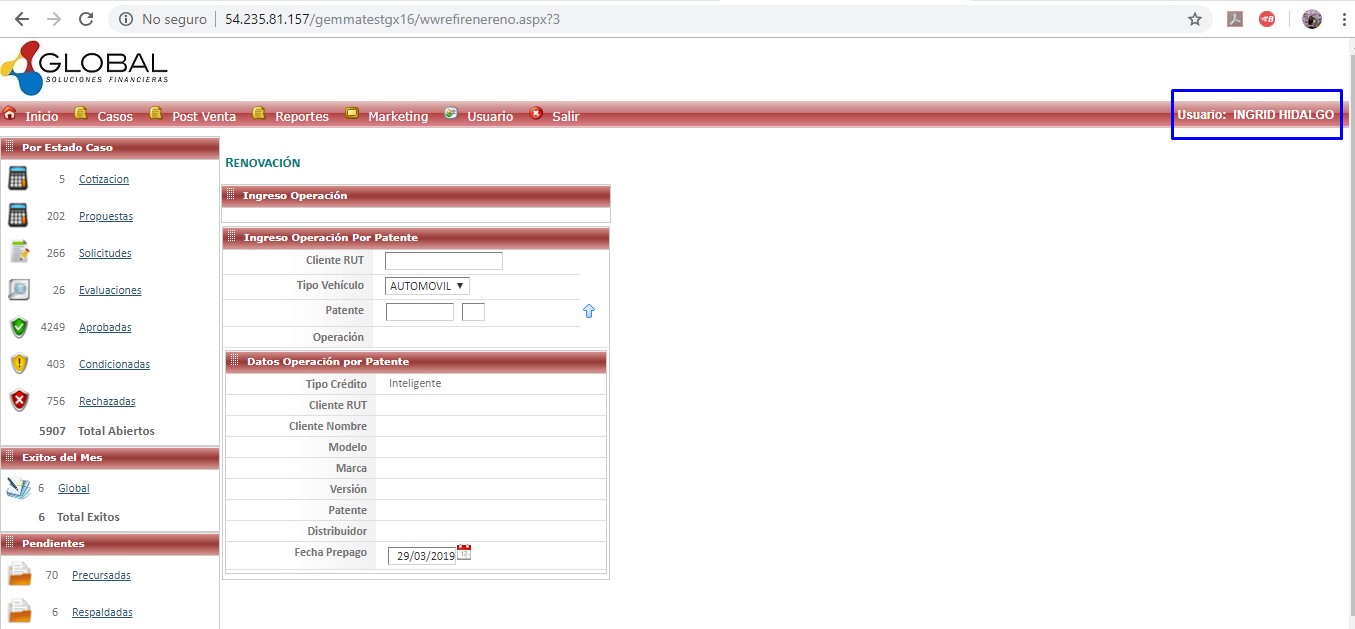 No seguro
54.235.81.157/gemmatestgx16/wwrefirenereno.aspx?3
GLOBAL
SOLUCIONES FINANCIERAS
Inicio Casos Post Venta Reportes Marketing Usuario Salir
Usuario: INGRID HIDALGO
Por Estado Caso
5 Cotizacion
202 Propuestas
266 Solicitudes
26 Evaluaciones
4249 Aprobadas
403 Condicionadas
756 Rechazadas
5907 Total Abiertos
Exitos del Mes
6 Global
6 Total Exitos
Pendientes
70 Precursadas
6 Respaldadas
RENOVACIÓN
Ingreso Operación
Ingreso Operación Por Patente
Cliente RUT
Tipo Vehículo AUTOMOVIL
Patente
Operación
Datos Operación por Patente
Tipo Crédito Inteligente
Cliente RUT
Cliente Nombre
Modelo
Marca
Versión
Patente
Distribuidor
Fecha Prepago 29/03/2019